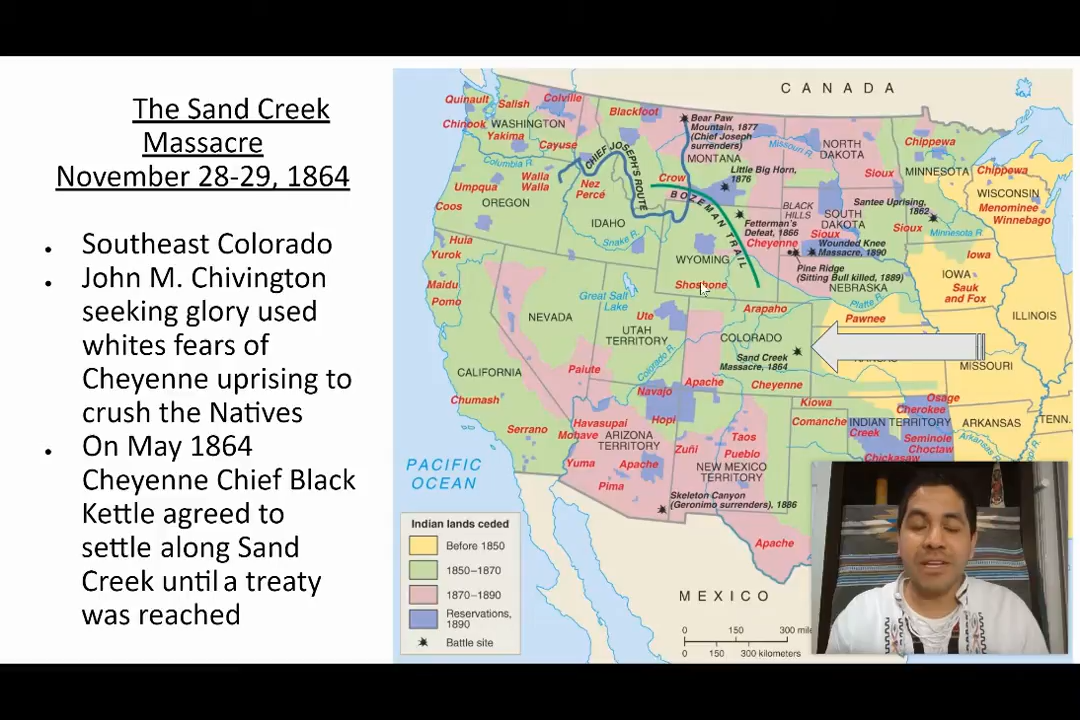 The Sand Creek
Massacre
November 28-29, 1864
• Southeast Colorado
• John M. Chivington
seeking glory used
whites fears of
Cheyenne uprising to
crush the Natives
• On May 1864
Cheyenne Chief Black
Kettle agreed to
settle along Sand
Creek until a treaty
was reached
CANADA
Quinault
Salish
Colville
Blackfoot
Chinook
WASHINGTON
Yakima
Cayuse
Columbia R.
Walla
Walla
Umpqua
Coos
OREGON
Nez
Percé
CHIEF JOSEPH'S ROUTE
Bear Paw
Mountain, 1877
(Chief Joseph
surrenders)
Missouri R.
MONTANA
Little Big Horn,
1876
Crow
BOZEMAN TRAIL
NORTH
DAKOTA
Sioux
Chippewa
MINNESOTA
Chippewa
WISCONSIN
Menominee
Winnebago
Santee Uprising,
1862
Minnesota R.
BLACK
HILLS
SOUTH
DAKOTA
Sioux
Sioux
Fetterman's
Defeat, 1866
Cheyenne
Wounded Knee
Massacre, 1890
Pine Ridge
(Sitting Bull killed, 1889)
NEBRASKA
IDAHO
Snake R.
WYOMING
Shoshone
Huia
Yurok
Maidu
Pomo
Great Salt
Lake
NEVADA
Ute
UTAH
TERRITORY
Colorado R.
Arapaho
Platte R.
Pawnee
Iowa
IOWA
Sauk
and Fox
ILLINOIS
COLORADO
Sand Creek
Massacre, 1864
KANSAS
MISSOURI
CALIFORNIA
Paiute
Chumash
Serrano
Navajo
Apache
Cheyenne
Hopi
Kiowa
Osage
Cherokee
Comanche
INDIAN TERRITORY
Creek
Seminole
Choctaw
Chickasaw
ARKANSAS
Arkansas R.
TENN.
Havasupai
Mohave
ARIZONA
TERRITORY
Zuñi
Taos
Pueblo
NEW MEXICO
TERRITORY
Yuma
Apache
Pima
Skeleton Canyon
(Geronimo surrenders), 1886
Apache
PACIFIC
OCEAN
MEXICO
Indian lands ceded
Before 1850
1850–1870
1870–1890
Reservations,
1890
Battle site
0 150 300
0 150 300 kilometers